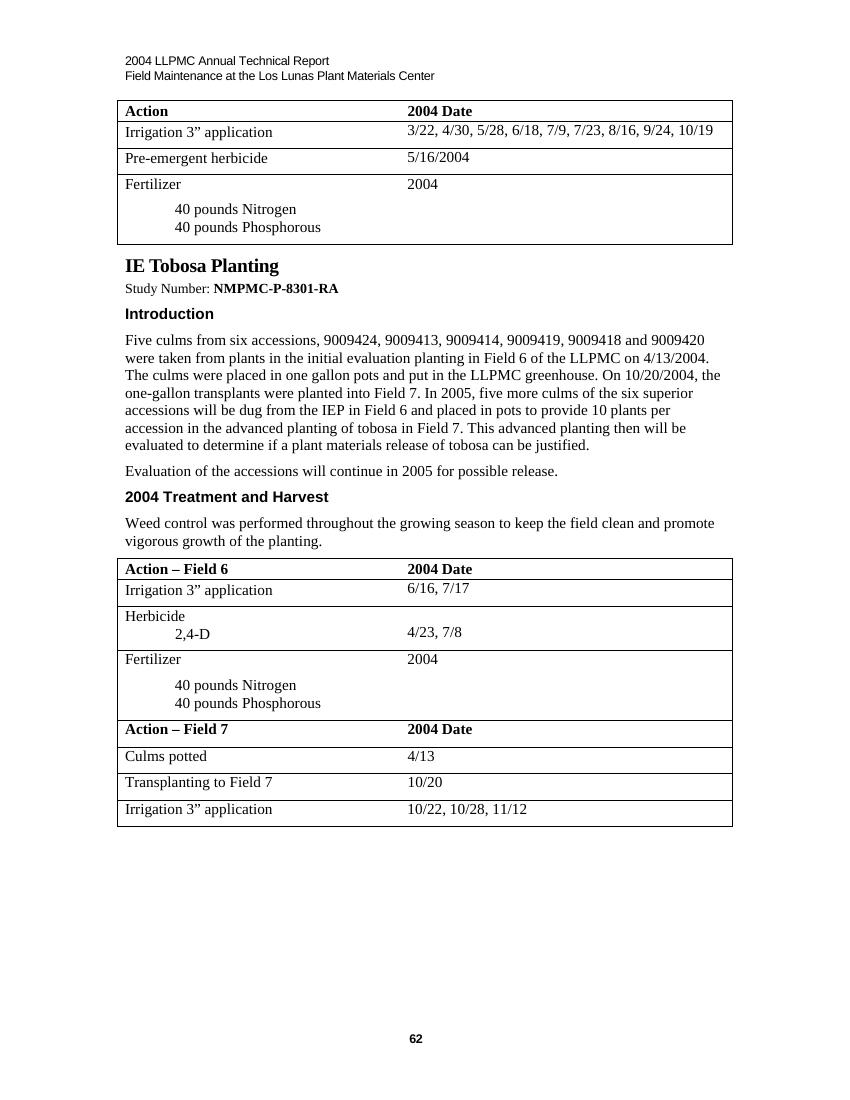 2004 LLPMC Annual Technical Report
Field Maintenance at the Los Lunas Plant Materials Center
Action 2004 Date
Irrigation 3” application 3/22, 4/30, 5/28, 6/18, 7/9, 7/23, 8/16, 9/24, 10/19
Pre-emergent herbicide 5/16/2004
Fertilizer 2004
40 pounds Nitrogen
40 pounds Phosphorous
IE Tobosa Planting
Study Number: NMPMC-P-8301-RA
Introduction
Five culms from six accessions, 9009424, 9009413, 9009414, 9009419, 9009418 and 9009420
were taken from plants in the initial evaluation planting in Field 6 of the LLPMC on 4/13/2004.
The culms were placed in one gallon pots and put in the LLPMC greenhouse. On 10/20/2004, the
one-gallon transplants were planted into Field 7. In 2005, five more culms of the six superior
accessions will be dug from the IEP in Field 6 and placed in pots to provide 10 plants per
accession in the advanced planting of tobosa in Field 7. This advanced planting then will be
evaluated to determine if a plant materials release of tobosa can be justified.
Evaluation of the accessions will continue in 2005 for possible release.
2004 Treatment and Harvest
Weed control was performed throughout the growing season to keep the field clean and promote
vigorous growth of the planting.
Action – Field 6 2004 Date
Irrigation 3” application 6/16, 7/17
Herbicide
2,4-D 4/23, 7/8
Fertilizer 2004
40 pounds Nitrogen
40 pounds Phosphorous
Action – Field 7 2004 Date
Culms potted 4/13
Transplanting to Field 7 10/20
Irrigation 3” application 10/22, 10/28, 11/12
62